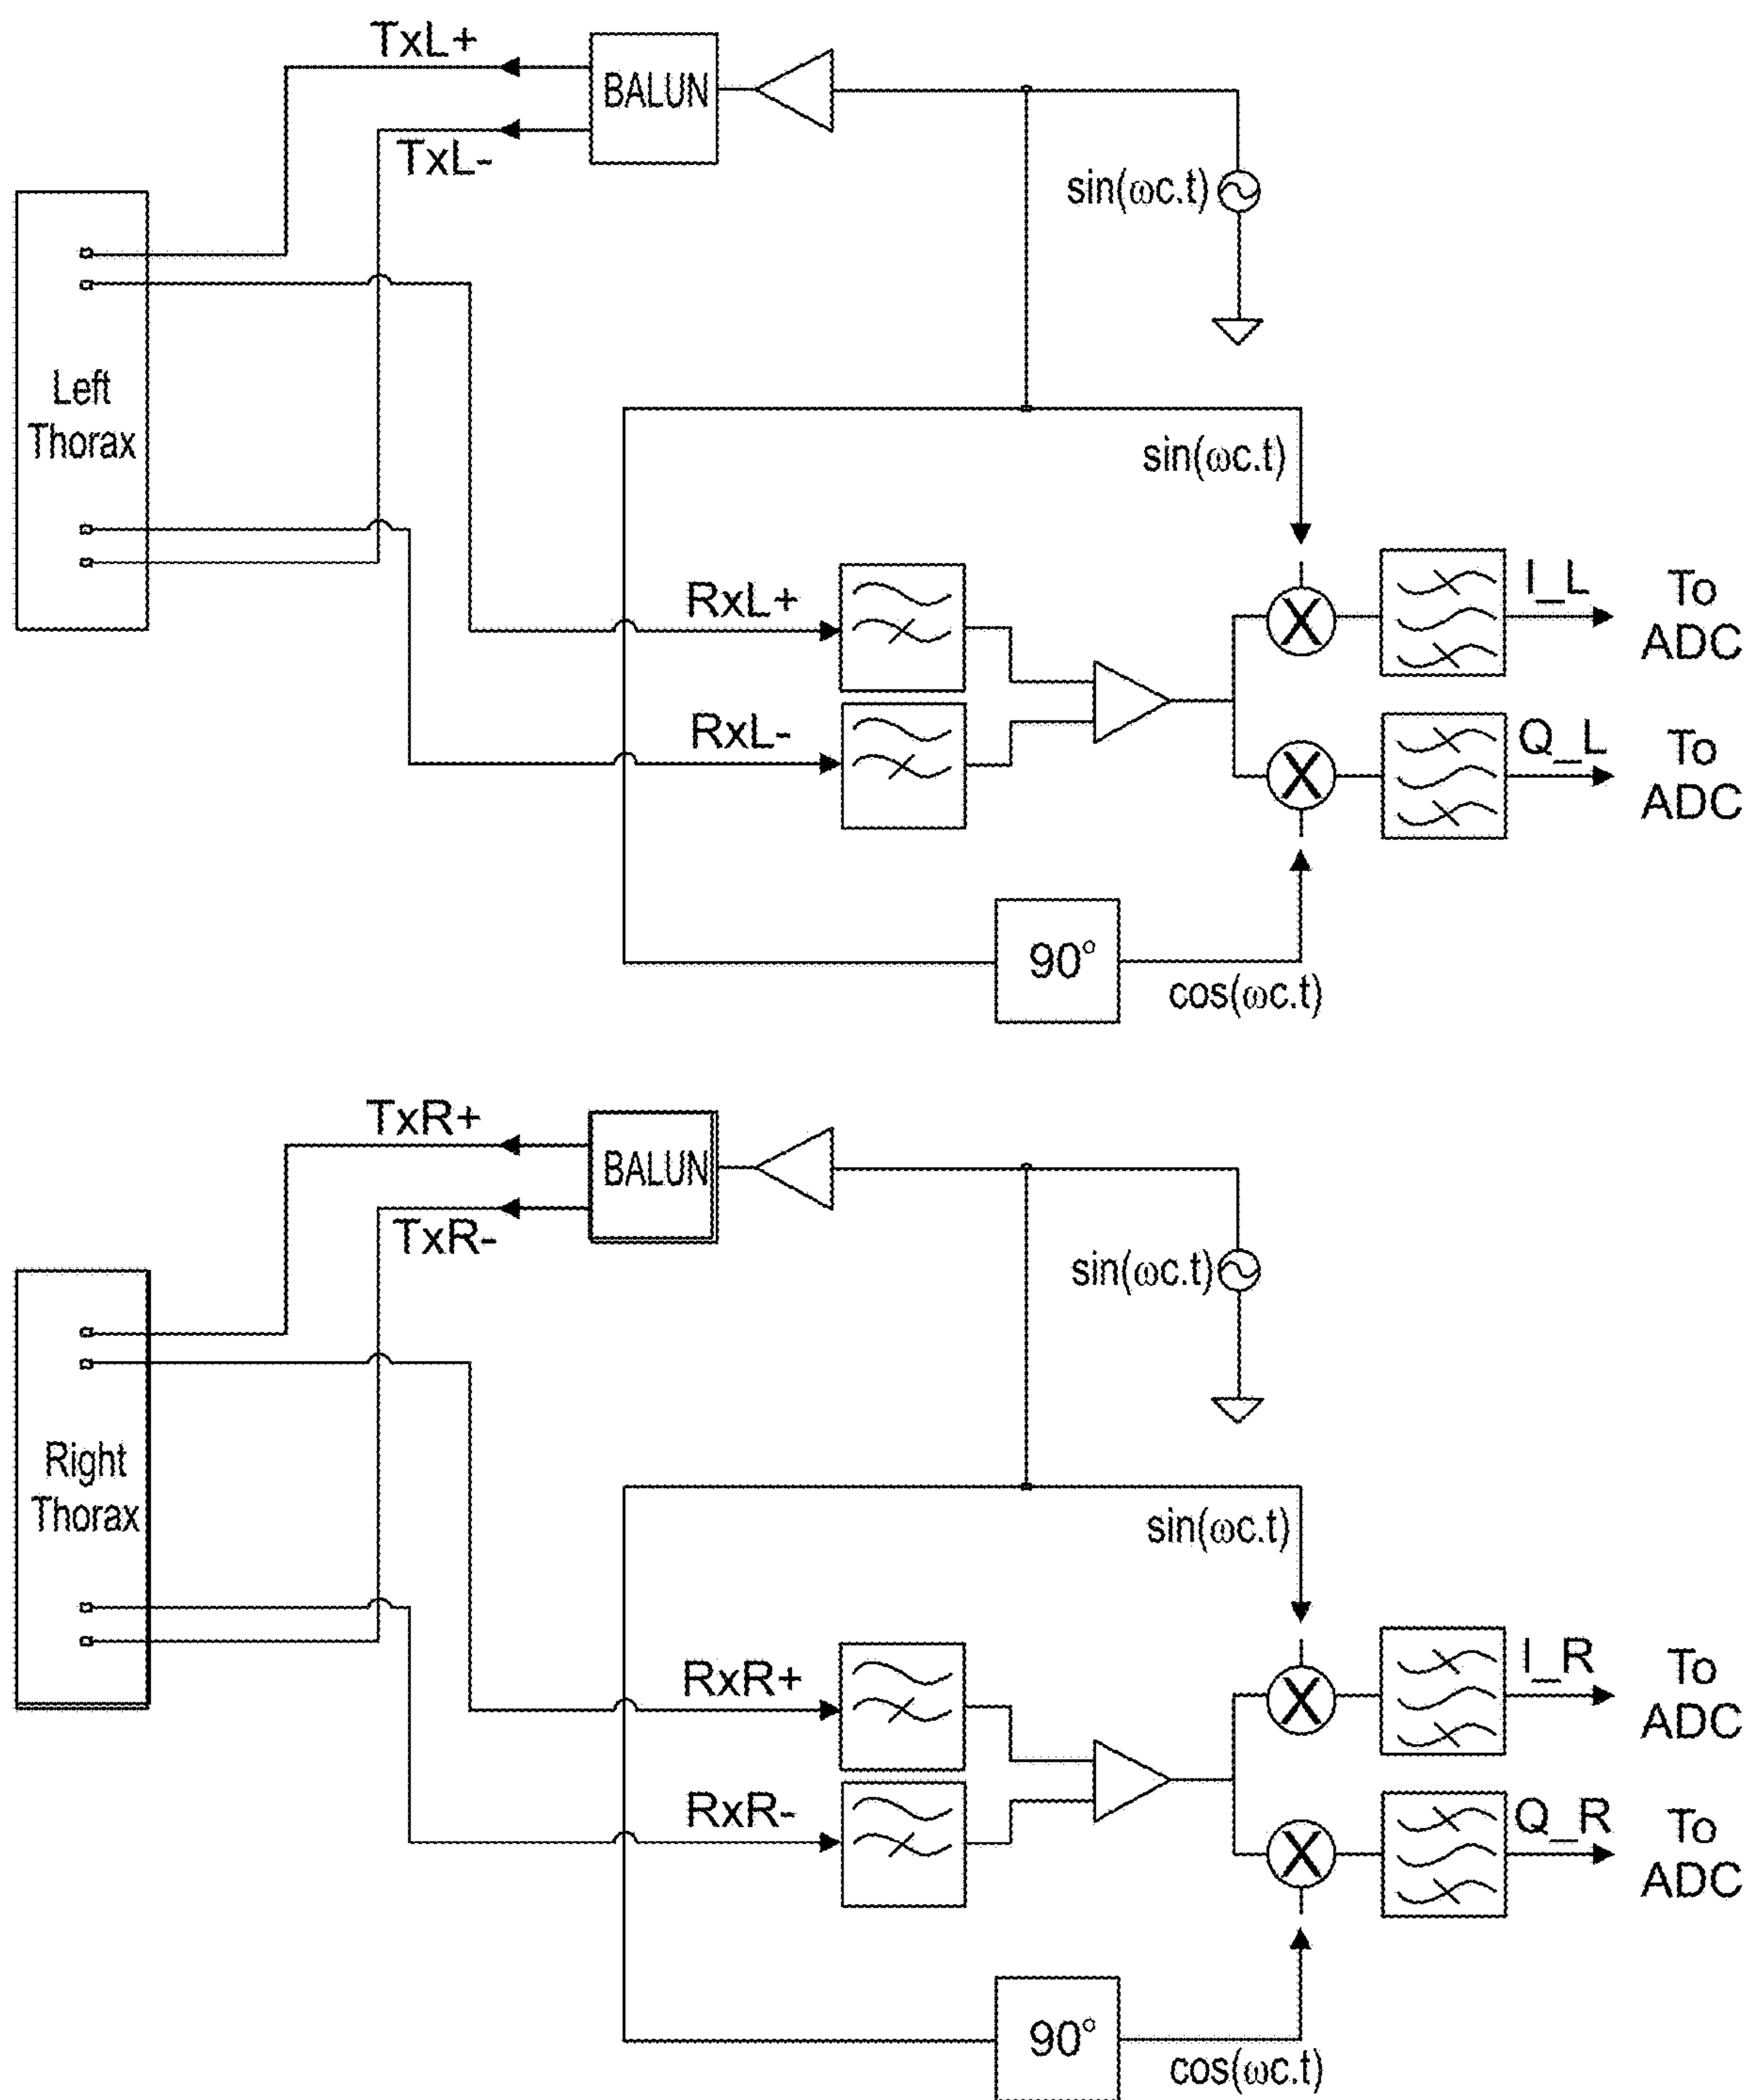 TxL+
BALUN
TxL-
sin(ωc.t)
Left
Thorax
sin(ωc.t)
RxL+
X
I_L
To
ADC
RxL-
X
Q_L
To
ADC
90°
cos(ωc.t)
TxR+
BALUN
TxR-
sin(ωc.t)
Right
Thorax
sin(ωc.t)
RxR+
X
I_R
To
ADC
RxR-
X
Q_R
To
ADC
90°
cos(ωc.t)